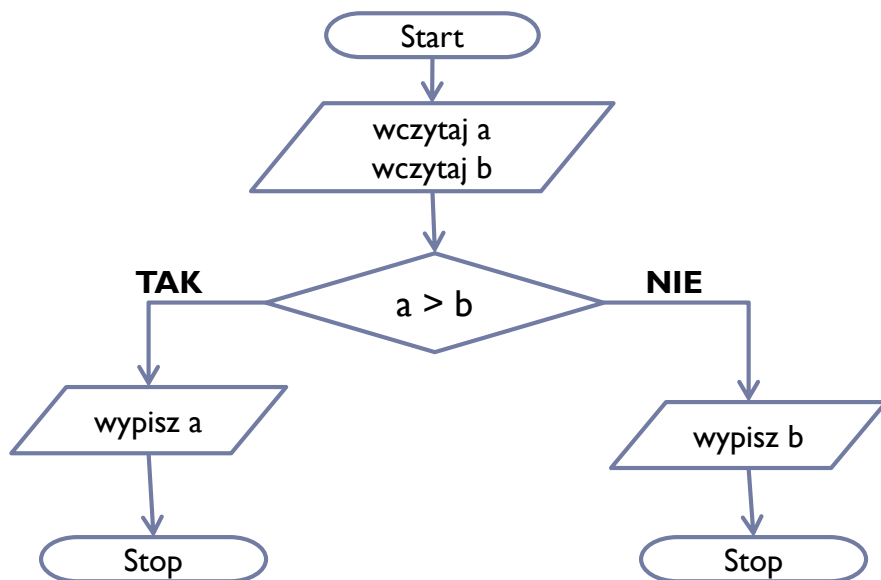 Start
wczytaj a
wczytaj b
TAK
a > b
NIE
wypisz a
wypisz b
Stop
Stop